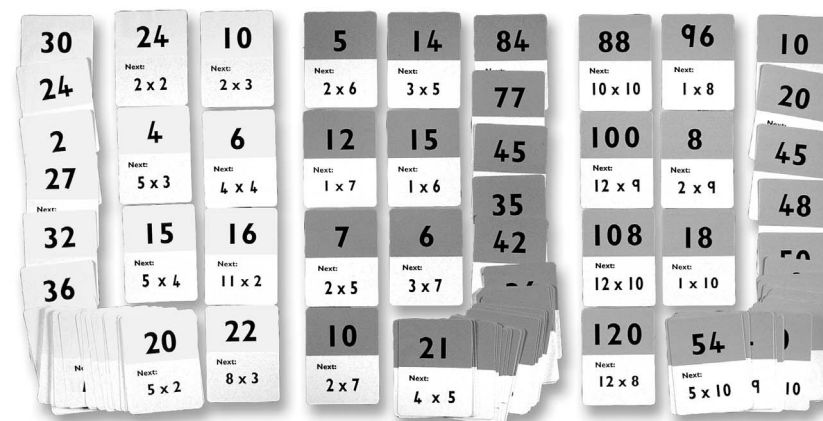 30
24
2
27
Next:
32
36
24
Next:
2 x 2
4
Next:
5 x 3
15
Next:
5 x 4
20
Next:
5 x 2
10
Next:
2 x 3
6
Next:
4 x 4
16
Next:
11 x 2
22
Next:
8 x 3
5
Next:
2 x 6
12
Next:
1 x 7
7
Next:
2 x 5
10
Next:
2 x 7
14
Next:
3 x 5
15
Next:
1 x 6
6
Next:
3 x 7
21
Next:
4 x 5
84
77
45
35
42
88
Next:
10 x 10
100
Next:
12 x 9
108
Next:
12 x 10
120
Next:
12 x 8
96
Next:
1 x 8
8
Next:
2 x 9
18
Next:
1 x 10
54
Next:
5 x 10
9
10
10
20
45
48